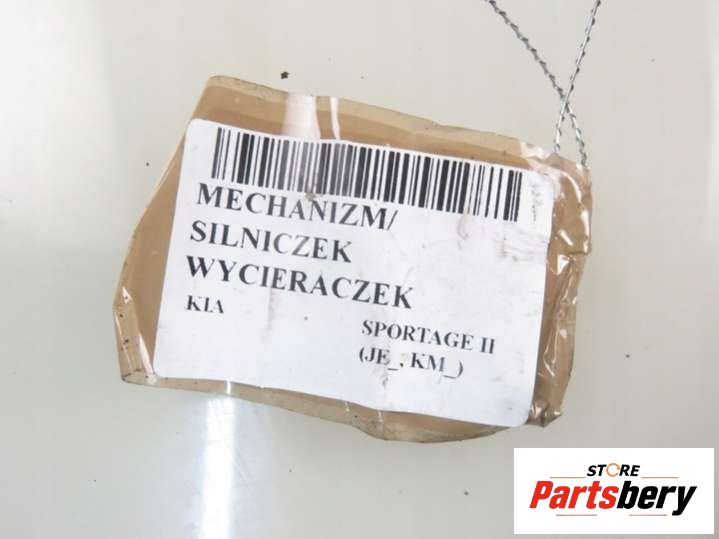 MECHANIZM/
SILNICZEK
WYCIERACZEK
KIA
SPORTAGE II
(JE_, KM_)
STORE
Partsbery